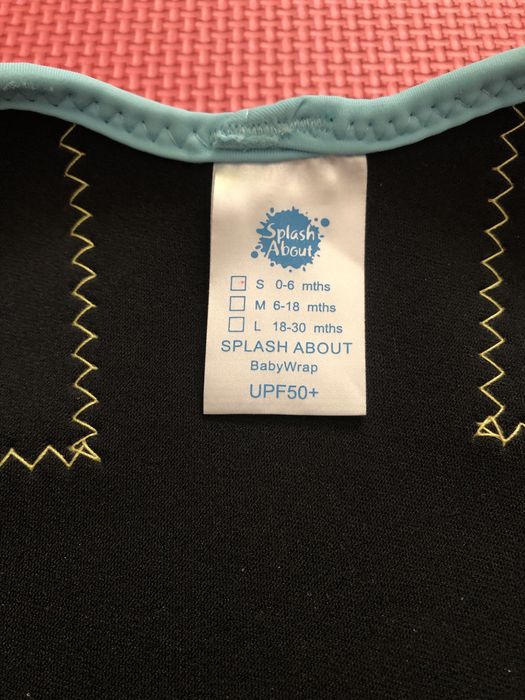 Splash
About
S 0-6 mths
M 6-18 mths
L 18-30 mths
SPLASH ABOUT
BabyWrap
UPF50+